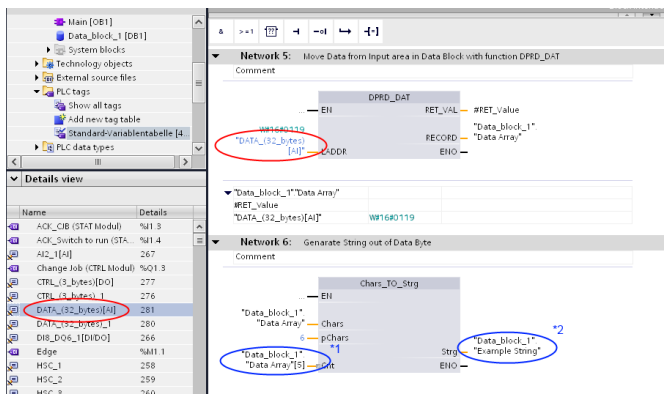 Main [OB1]
Data_block_1 [DB1]
System blocks
Technology objects
External source files
PLC tags
Show all tags
Add new tag table
Standard-Variablentabelle [4...
PLC data types
Details view
Name Details
ACK_CJB (STAT Modul) %I1.3
ACK_Switch to run (STA... %I1.4
AI2_1[AI] 267
Change Job (CTRL Modul) %Q1.3
CTRL_(3_bytes)[DO] 277
CTRL_(3_bytes)_1 276
DATA_(32_bytes)[AI] 281
DATA_(32_bytes)_1 280
DI8_DQ6_1[DI/DO] 266
Edge %M1.1
HSC_1 258
HSC_2 259
HSC_3 260
& >=1 ?? -| -o| ↦ -[-]
Network 5: Move Data from Input area in Data Block with function DPRD_DAT
Comment
DPRD_DAT
... EN RET_VAL #RET_Value
W#16#0119
"DATA_(32_bytes)
[AI]" LADDR
"Data_block_1".
RECORD "Data Array"
ENO
"Data_block_1"."Data Array"
#RET_Value
"DATA_(32_bytes)[AI]" W#16#0119
Network 6: Genarate String out of Data Byte
Comment
Chars_TO_Strg
... EN
"Data_block_1".
"Data Array" Chars
6 pChars
*1
"Data_block_1".
"Data Array"[5] Cnt
*2
"Data_block_1".
Strg "Example String"
ENO